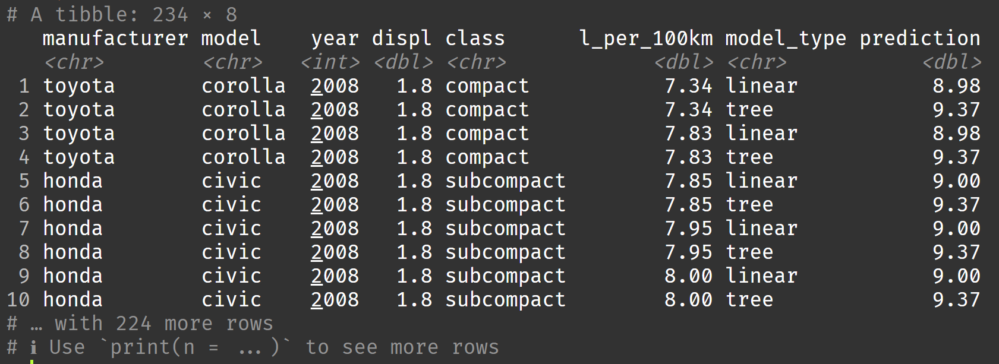 # A tibble: 234 × 8
   manufacturer model    year displ class      l_per_100km model_type prediction
   <chr>        <chr>   <int> <dbl> <chr>            <dbl> <chr>           <dbl>
 1 toyota       corolla  2008   1.8 compact           7.34 linear           8.98
 2 toyota       corolla  2008   1.8 compact           7.34 tree             9.37
 3 toyota       corolla  2008   1.8 compact           7.83 linear           8.98
 4 toyota       corolla  2008   1.8 compact           7.83 tree             9.37
 5 honda        civic    2008   1.8 subcompact        7.85 linear           9.00
 6 honda        civic    2008   1.8 subcompact        7.85 tree             9.37
 7 honda        civic    2008   1.8 subcompact        7.95 linear           9.00
 8 honda        civic    2008   1.8 subcompact        7.95 tree             9.37
 9 honda        civic    2008   1.8 subcompact        8.00 linear           9.00
10 honda        civic    2008   1.8 subcompact        8.00 tree             9.37
# … with 224 more rows
# ℹ Use `print(n = ...)` to see more rows